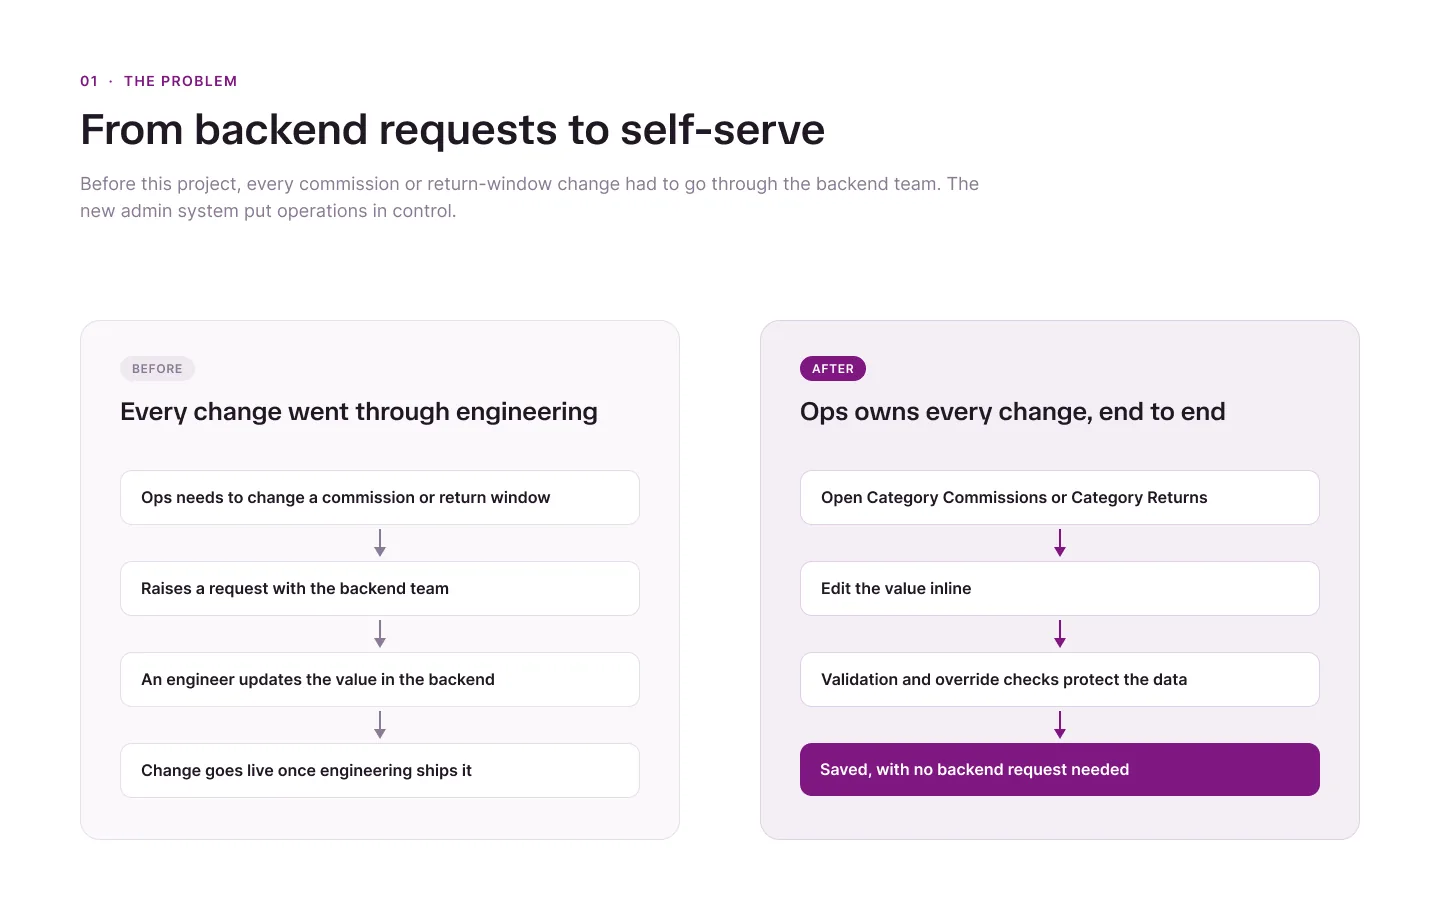 01 · THE PROBLEM
From backend requests to self-serve
Before this project, every commission or return-window change had to go through the backend team. The
new admin system put operations in control.
BEFORE
Every change went through engineering
Ops needs to change a commission or return window
Raises a request with the backend team
An engineer updates the value in the backend
Change goes live once engineering ships it
AFTER
Ops owns every change, end to end
Open Category Commissions or Category Returns
Edit the value inline
Validation and override checks protect the data
Saved, with no backend request needed